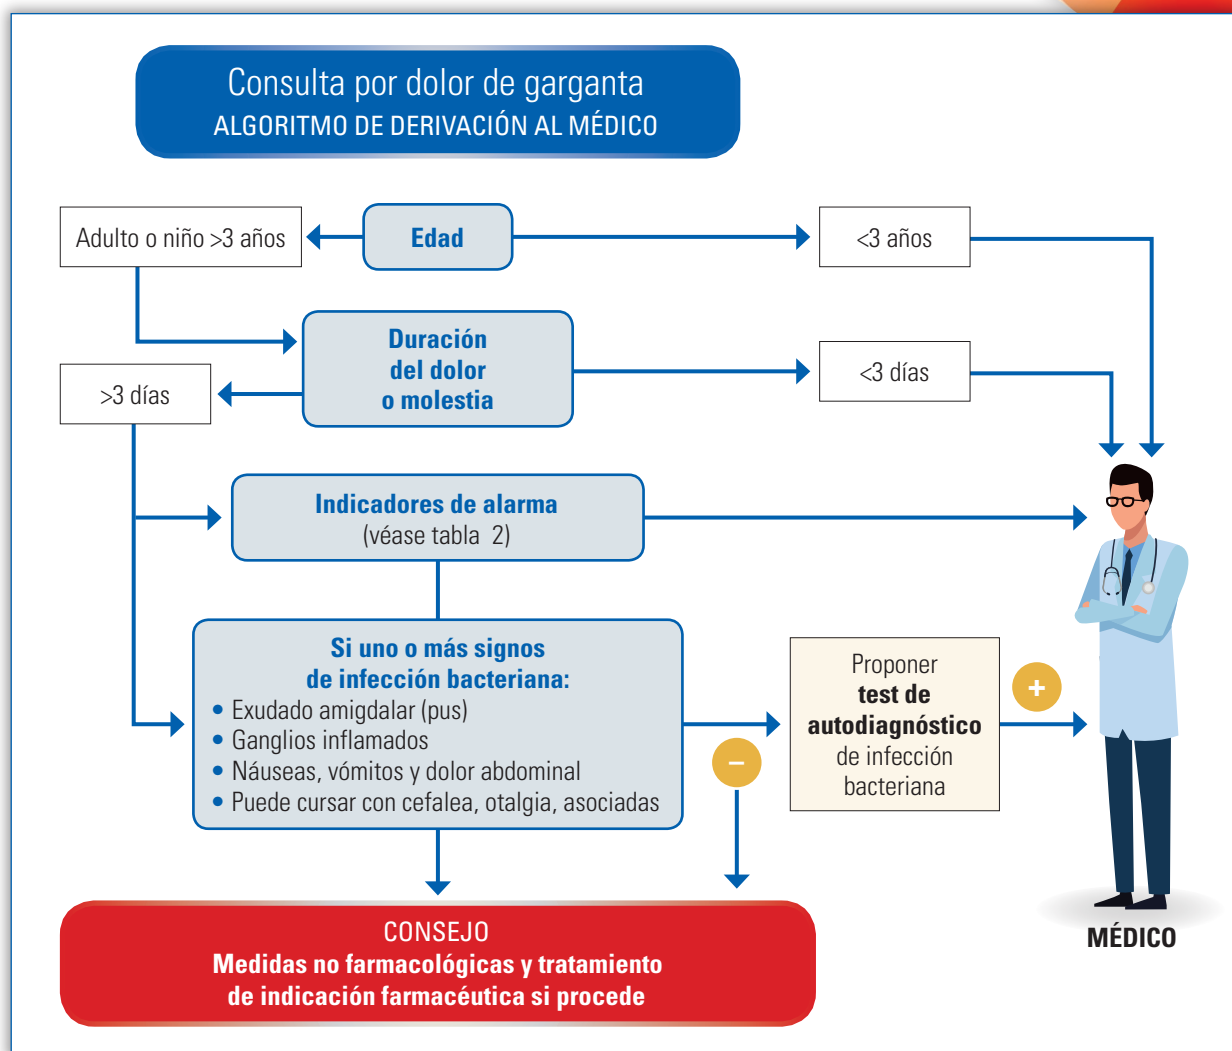 Consulta por dolor de garganta
ALGORITMO DE DERIVACIÓN AL MÉDICO
Adulto o niño >3 años
Edad
<3 años
Duración
del dolor
o molestia
>3 días
<3 días
Indicadores de alarma
(véase tabla 2)
Si uno o más signos
de infección bacteriana:
• Exudado amigdalar (pus)
• Ganglios inflamados
• Náuseas, vómitos y dolor abdominal
• Puede cursar con cefalea, otalgia, asociadas
Proponer
test de
autodiagnóstico
de infección
bacteriana
+
–
MÉDICO
CONSEJO
Medidas no farmacológicas y tratamiento
de indicación farmacéutica si procede